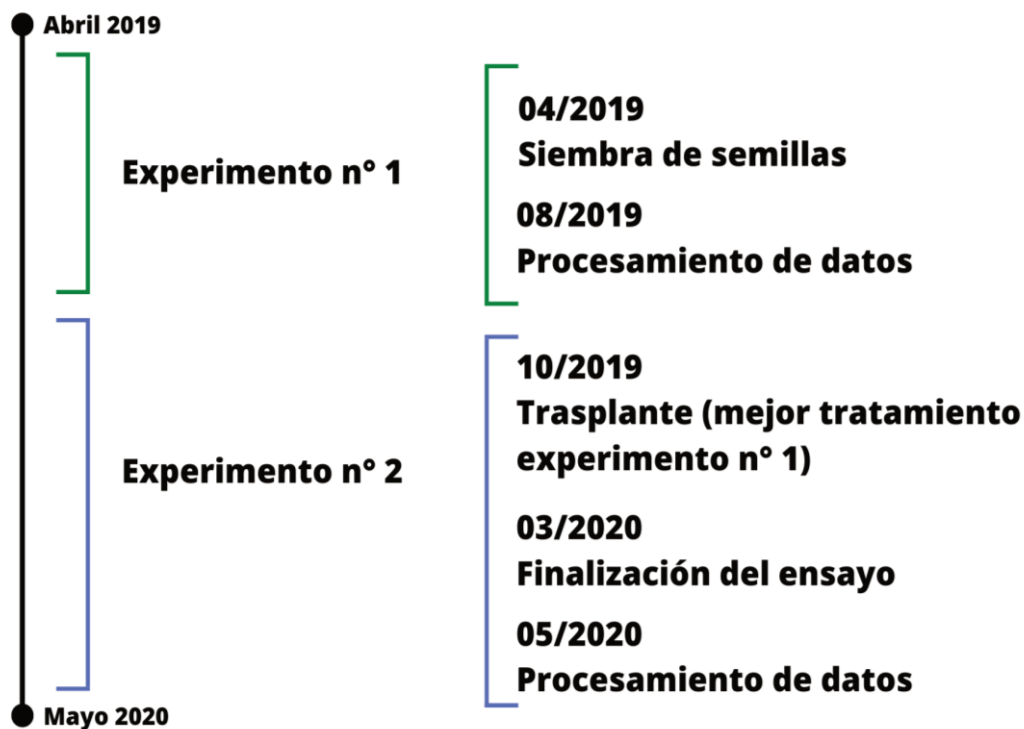 Abril 2019
Experimento n° 1
04/2019
Siembra de semillas
08/2019
Procesamiento de datos
Experimento n° 2
10/2019
Trasplante (mejor tratamiento
experimento n° 1)
03/2020
Finalización del ensayo
05/2020
Procesamiento de datos
Mayo 2020